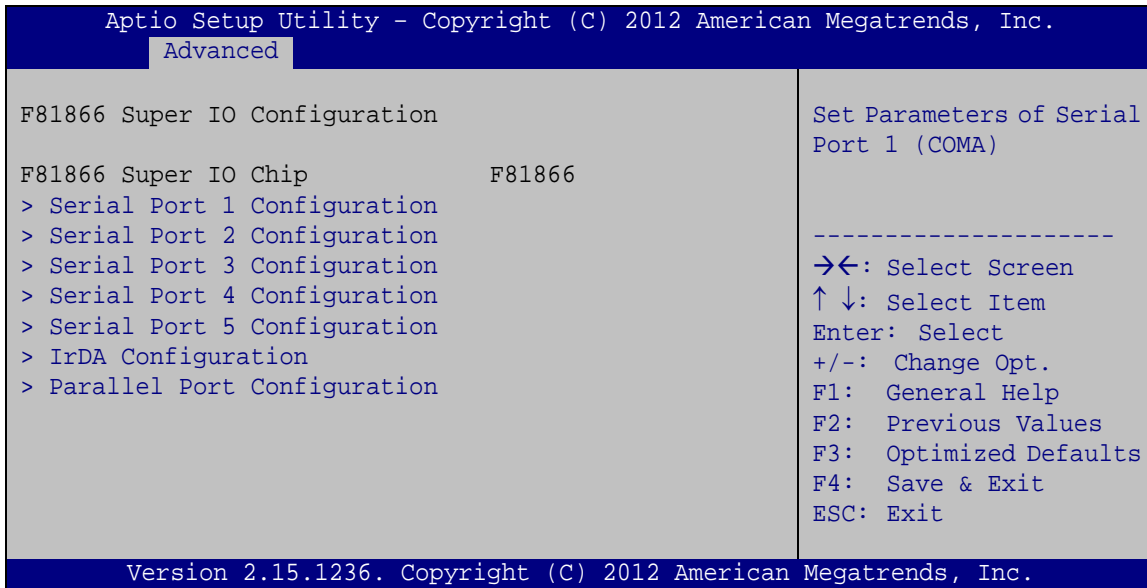 Aptio Setup Utility – Copyright (C) 2012 American Megatrends, Inc.
Advanced
F81866 Super IO Configuration
F81866 Super IO Chip F81866
> Serial Port 1 Configuration
> Serial Port 2 Configuration
> Serial Port 3 Configuration
> Serial Port 4 Configuration
> Serial Port 5 Configuration
> IrDA Configuration
> Parallel Port Configuration
Set Parameters of Serial
Port 1 (COMA)
---------------------
→←: Select Screen
↑ ↓: Select Item
Enter: Select
+/-: Change Opt.
F1: General Help
F2: Previous Values
F3: Optimized Defaults
F4: Save & Exit
ESC: Exit
Version 2.15.1236. Copyright (C) 2012 American Megatrends, Inc.